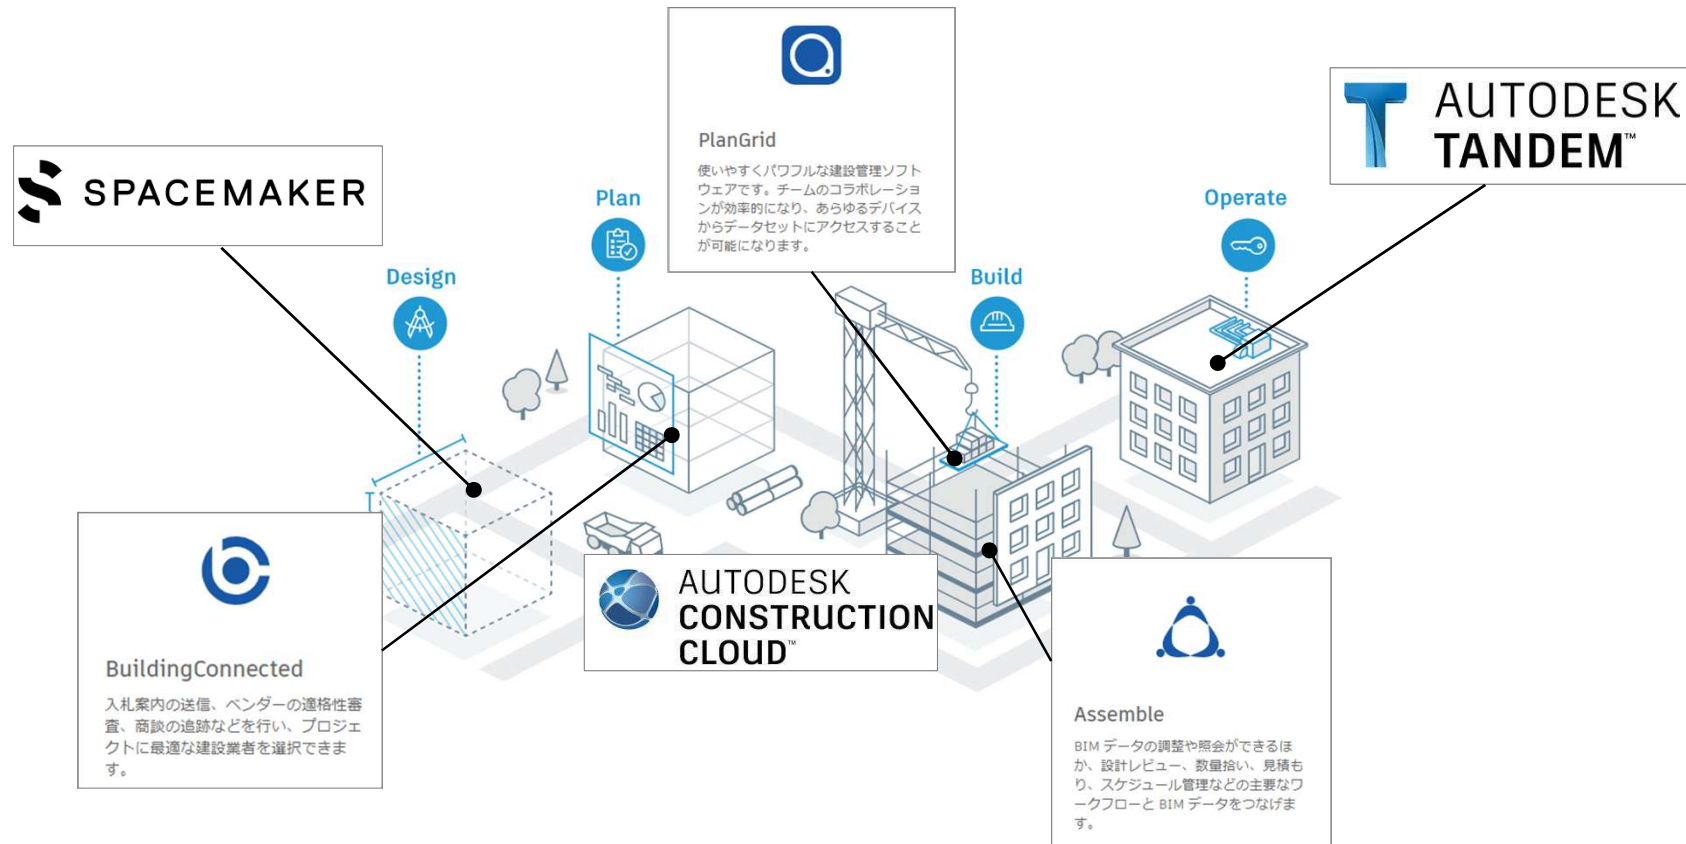 PlanGrid
使いやすくパワフルな建設管理ソフト
ウェアです。チームのコラボレーショ
ンが効率的になり、あらゆるデバイス
からデータセットにアクセスすること
が可能になります。
AUTODESK
TANDEM™
SPACEMAKER
Plan
Operate
Design
Build
BuildingConnected
入札案内の送信、ベンダーの適格性審
査、商談の追跡などを行い、プロジェ
クトに最適な建設業者を選択できま
す。
AUTODESK
CONSTRUCTION
CLOUD™
Assemble
BIM データの調整や照会ができるほ
か、設計レビュー、数量拾い、見積も
り、スケジュール管理などの主要なワ
ークフローと BIM データをつなげま
す。